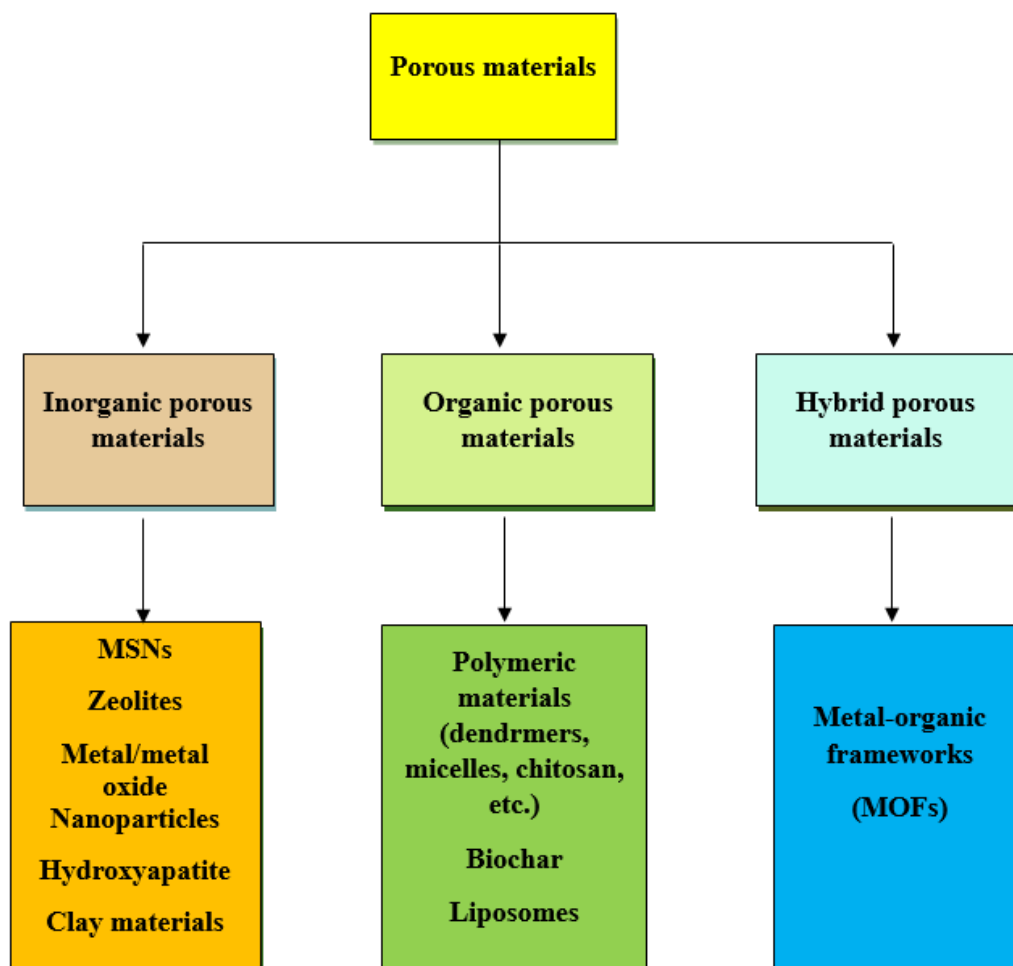 Porous materials
Inorganic porous
materials
Organic porous
materials
Hybrid porous
materials
MSNs
Zeolites
Metal/metal
oxide
Nanoparticles
Hydroxyapatite
Clay materials
Polymeric
materials
(dendrmers,
micelles, chitosan,
etc.)
Biochar
Liposomes
Metal-organic
frameworks
(MOFs)